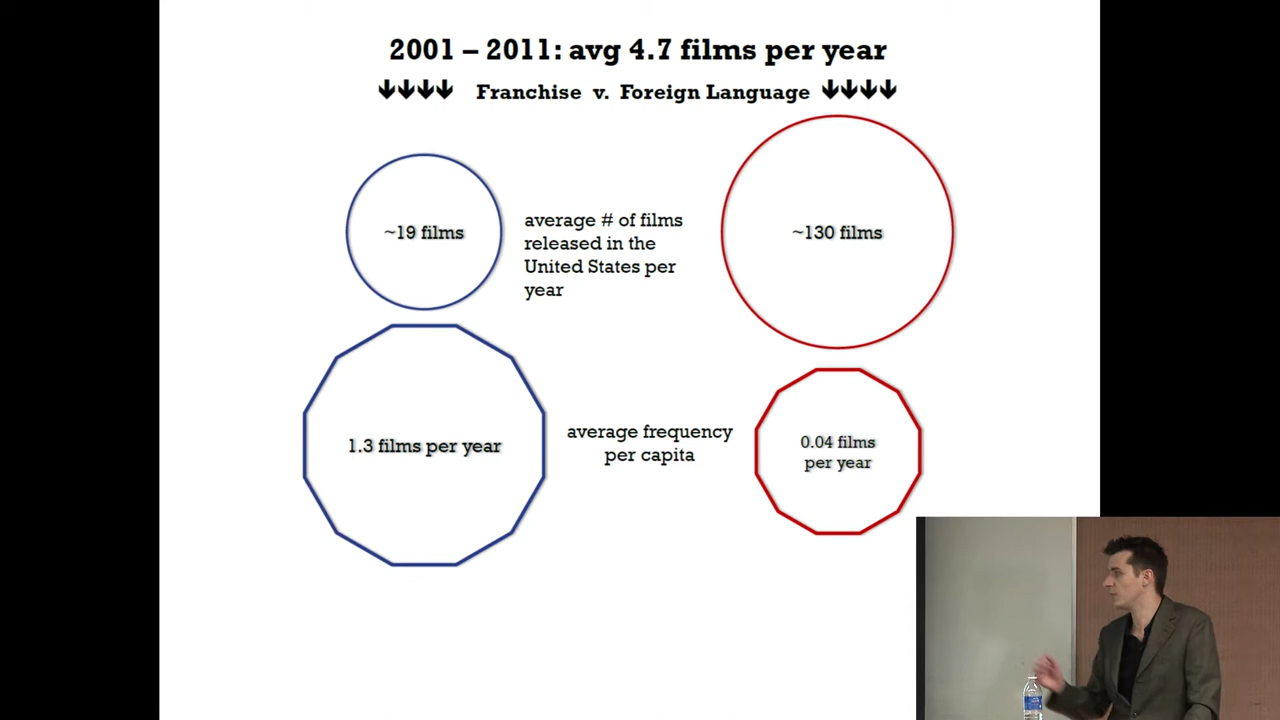 2001 – 2011: avg 4.7 films per year
Franchise v. Foreign Language
~19 films
average # of films
released in the
United States per
year
~130 films
1.3 films per year
average frequency
per capita
0.04 films
per year